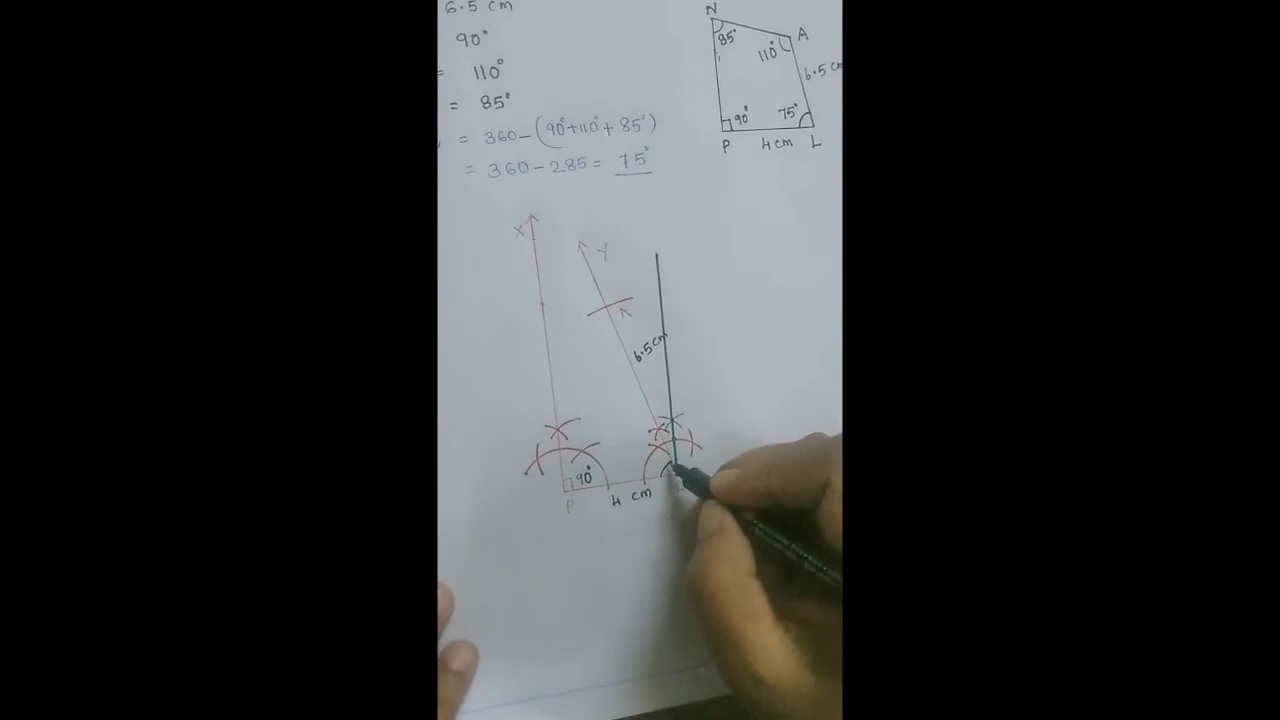 6.5 cm
90°
= 110°
= 85°
= 360-(90°+110°+85°)
= 360-285= 75°
N
85°
A
110°
6.5 cm
90°
75°
P
4 cm
L
X
Y
6.5 cm
90°
P
4 cm